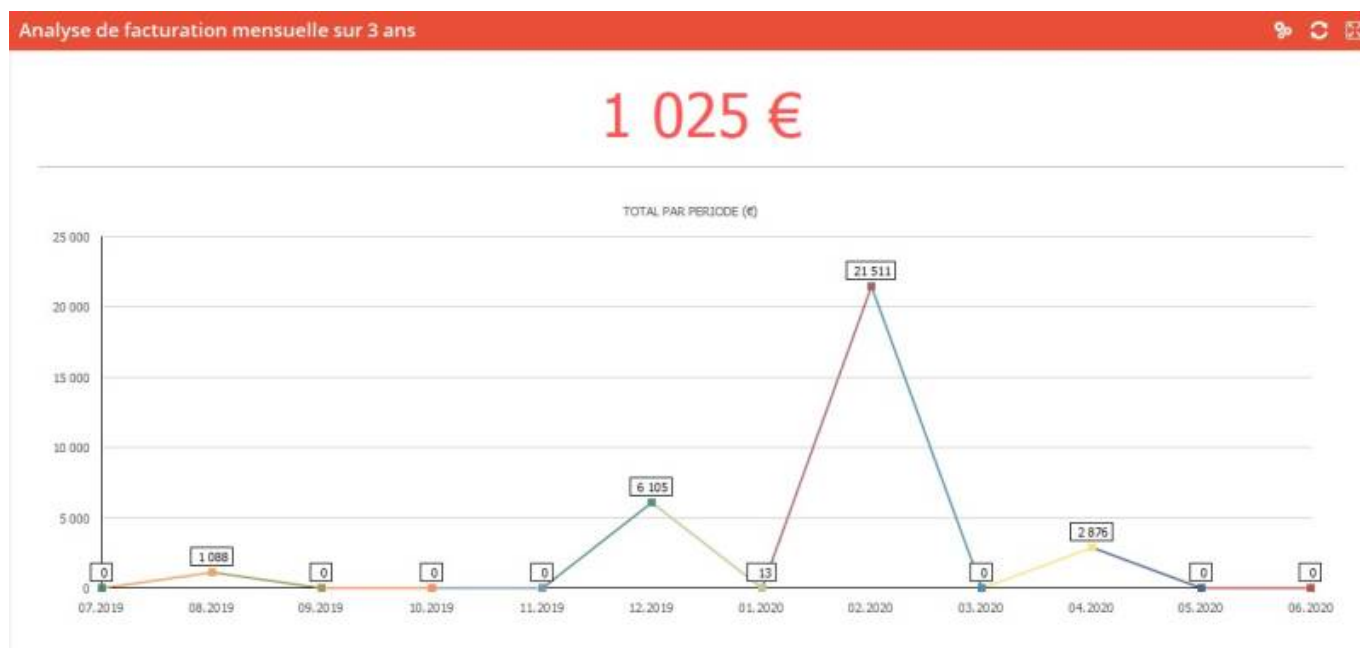 Analyse de facturation mensuelle sur 3 ans
1 025 €
TOTAL PAR PERIODE (€)
25 000
21 511
20 000
15 000
10 000
6 105
5 000
2 876
1 088
0 0 0 0 13 0 0 0
0
07.2019 08.2019 09.2019 10.2019 11.2019 12.2019 01.2020 02.2020 03.2020 04.2020 05.2020 06.2020